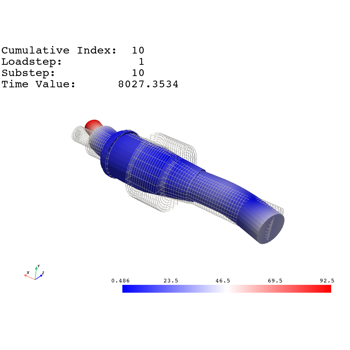 Cumulative Index: 10
Loadstep: 1
Substep: 10
Time Value: 8027.3534
0.486 23.5 46.5 69.5 92.5